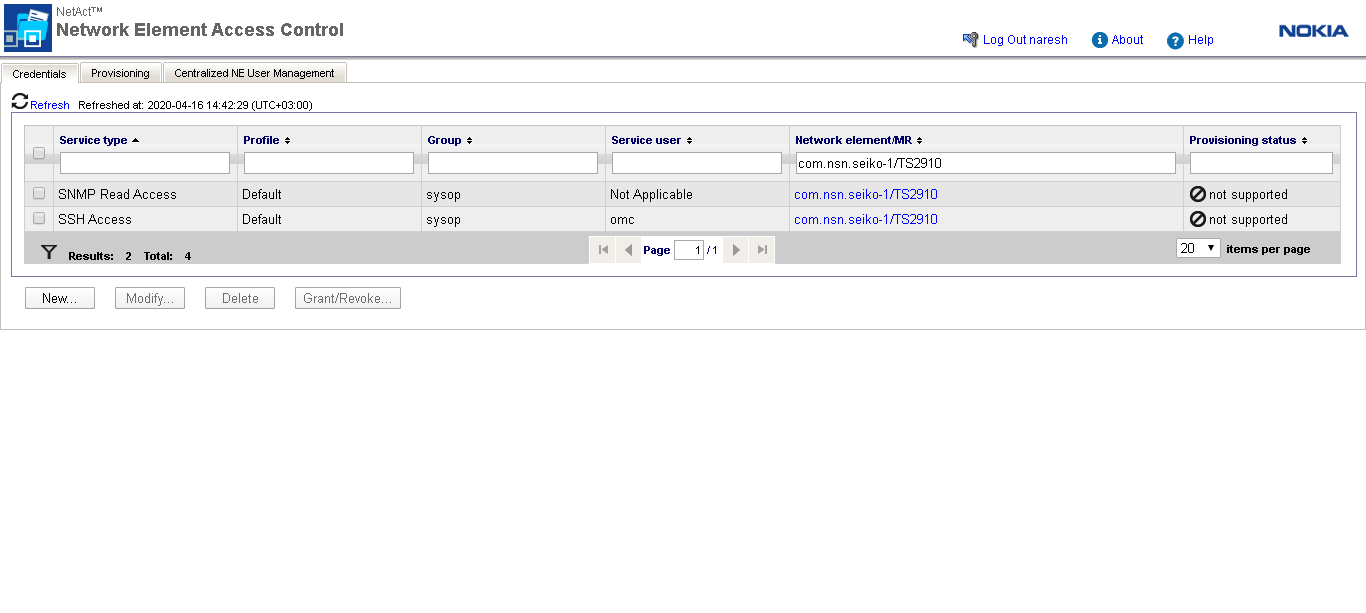 NetAct™
Network Element Access Control
Log Out naresh About Help NOKIA
Credentials Provisioning Centralized NE User Management
Refresh Refreshed at: 2020-04-16 14:42:29 (UTC+03:00)
Service type Profile Group Service user Network element/MR Provisioning status
com.nsn.seiko-1/TS2910
SNMP Read Access Default sysop Not Applicable com.nsn.seiko-1/TS2910 not supported
SSH Access Default sysop omc com.nsn.seiko-1/TS2910 not supported
Results: 2 Total: 4 Page 1 /1 20 items per page
New... Modify... Delete Grant/Revoke...